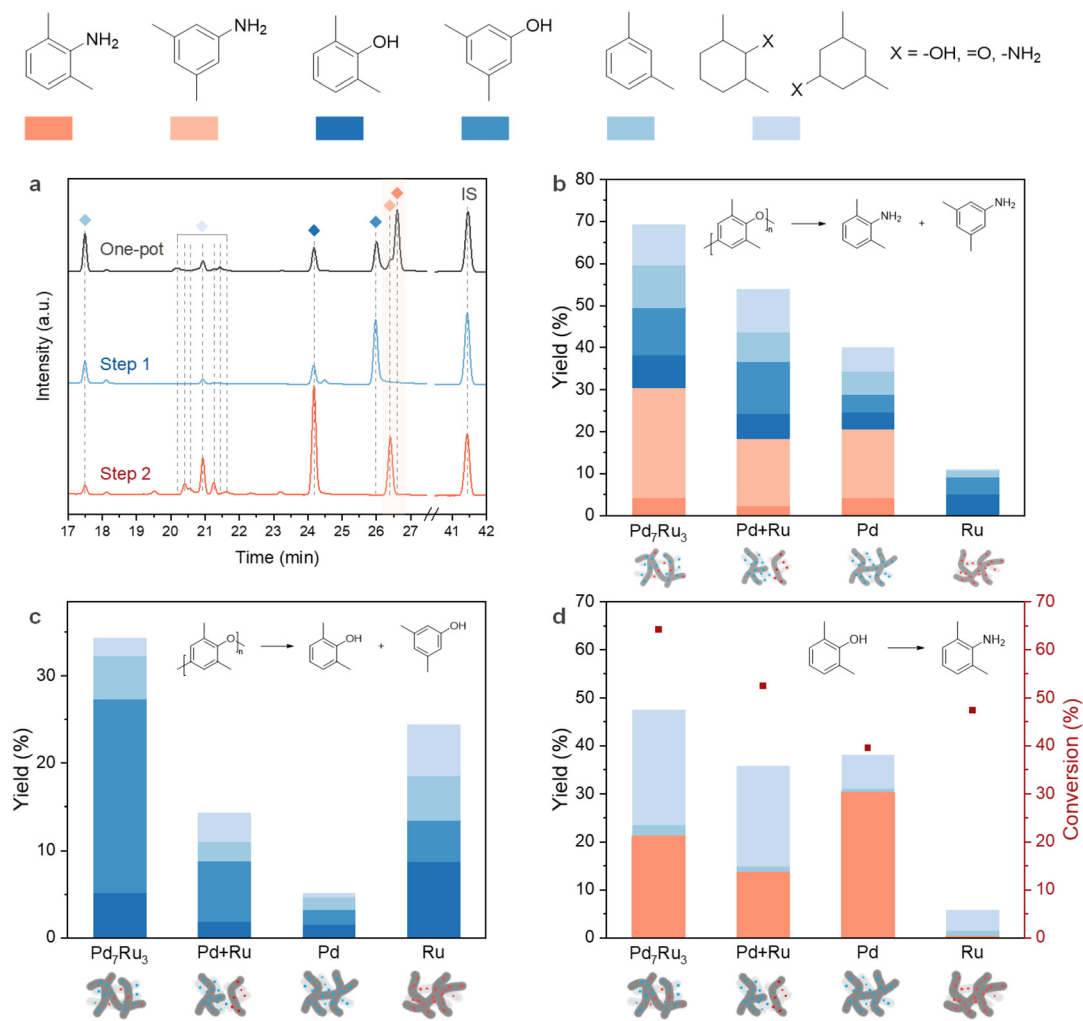 NH₂
NH₂
OH
OH
X
X
X = -OH, =O, -NH₂
a
One-pot
Step 1
Step 2
IS
Intensity (a.u.)
17 18 19 20 21 22 23 24 25 26 27 41 42
Time (min)
b
Yield (%)
80
70
60
50
40
30
20
10
0
O
n
NH₂
+
NH₂
Pd₇Ru₃ Pd+Ru Pd Ru
c
Yield (%)
30
20
10
0
O
n
OH
+
OH
Pd₇Ru₃ Pd+Ru Pd Ru
d
Yield (%)
70
60
50
40
30
20
10
0
OH
NH₂
70
60
50
40
30
20
10
0
Conversion (%)
Pd₇Ru₃ Pd+Ru Pd Ru